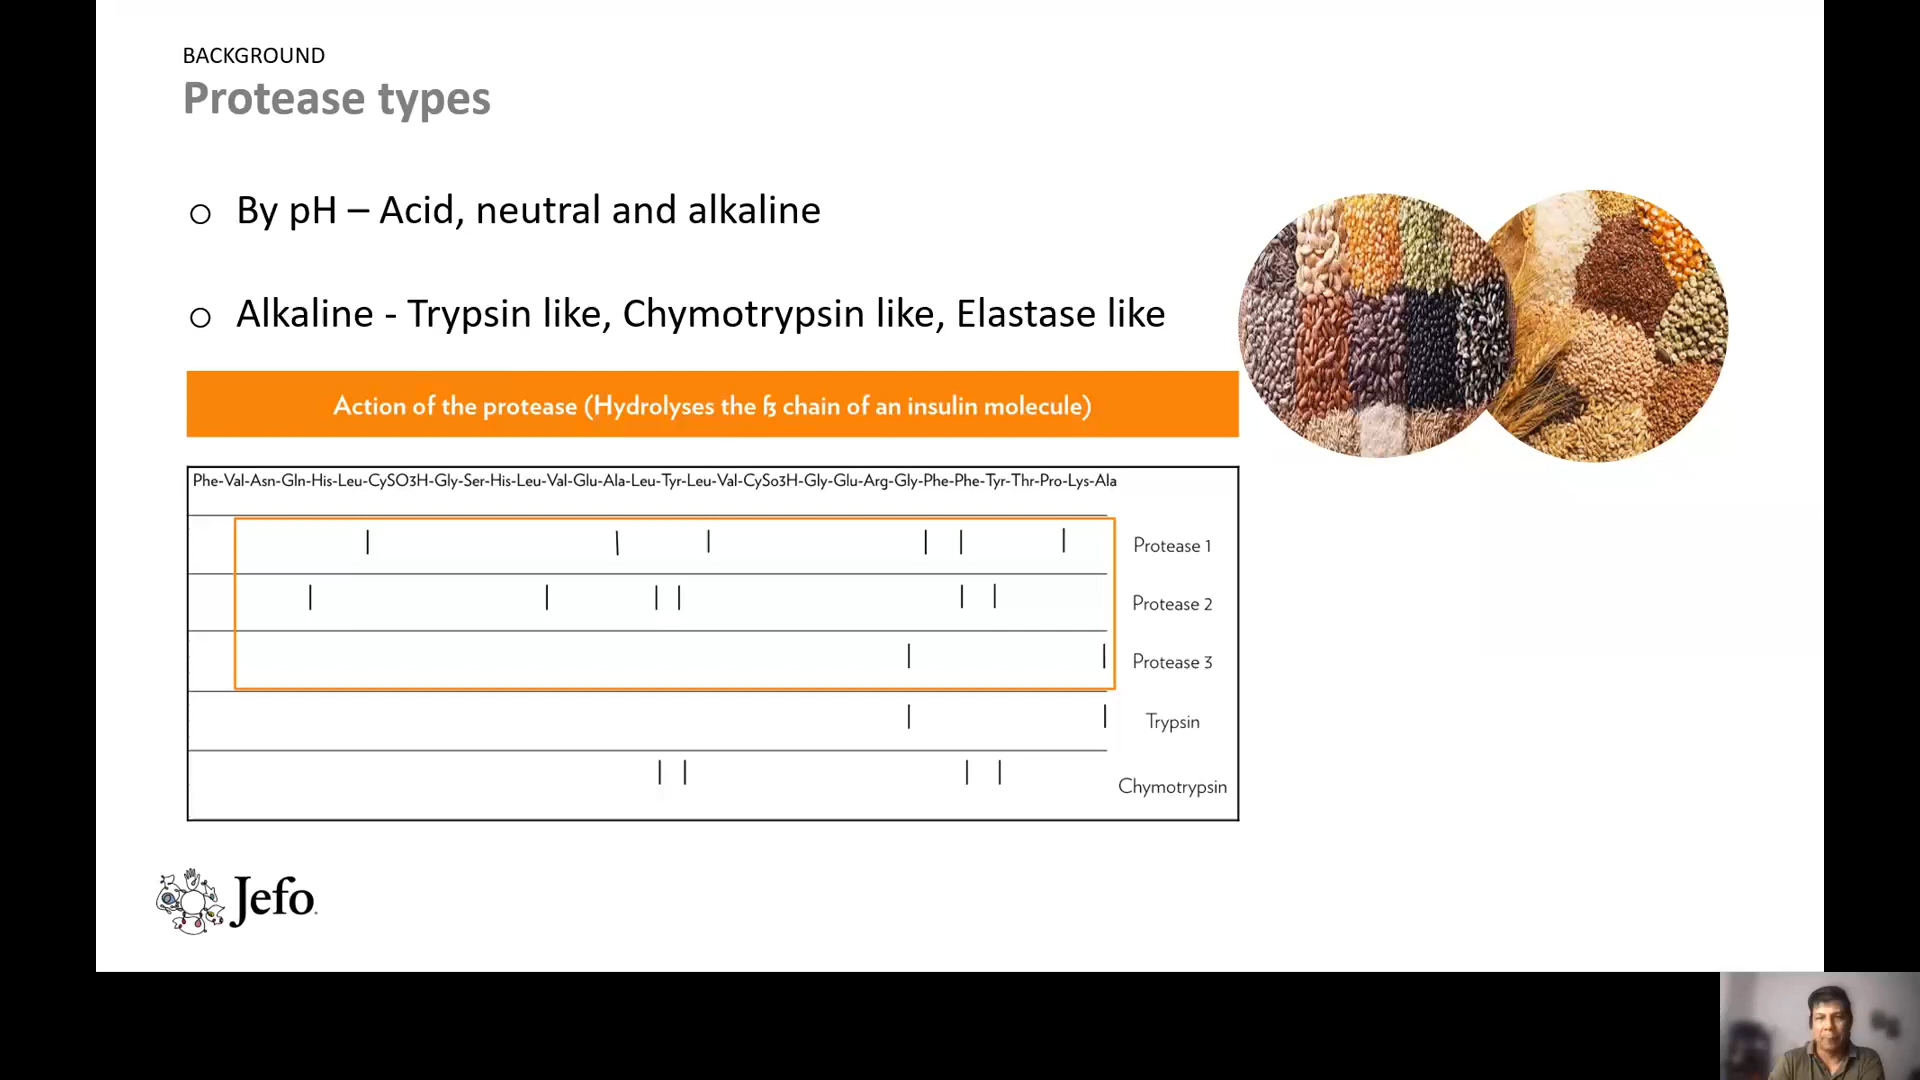 BACKGROUND
Protease types
o By pH – Acid, neutral and alkaline
o Alkaline - Trypsin like, Chymotrypsin like, Elastase like
Action of the protease (Hydrolyses the ß chain of an insulin molecule)
Phe-Val-Asn-Gln-His-Leu-CySO3H-Gly-Ser-His-Leu-Val-Glu-Ala-Leu-Tyr-Leu-Val-CySo3H-Gly-Glu-Arg-Gly-Phe-Phe-Tyr-Thr-Pro-Lys-Ala
Protease 1
Protease 2
Protease 3
Trypsin
Chymotrypsin
Jefo